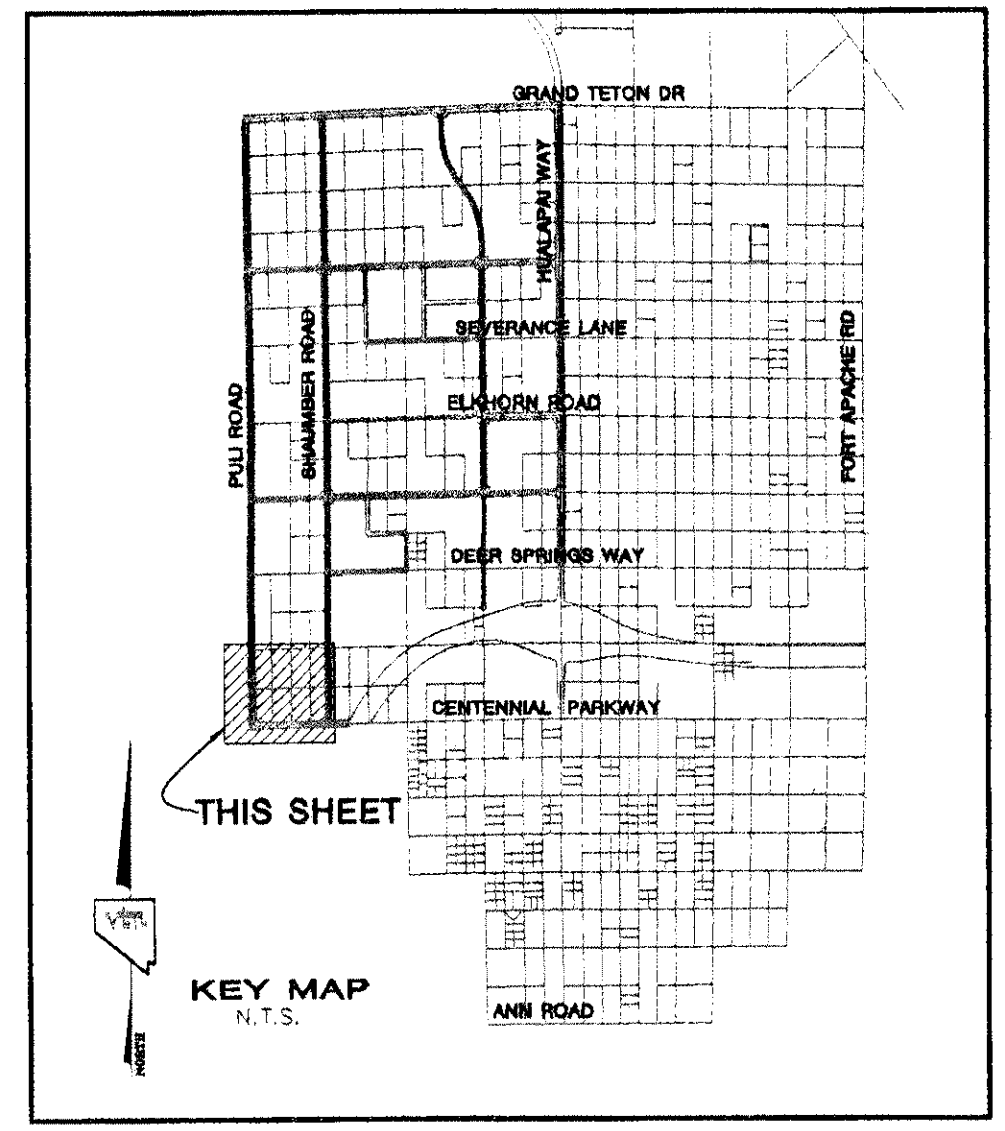 GRAND TETON DR
HUALAPAI WAY
SEVERANCE LANE
SHAUMBER ROAD
FORT APACHE RD
ELKHORN ROAD
PULI ROAD
DEER SPRINGS WAY
CENTENNIAL PARKWAY
THIS SHEET
KEY MAP
N.T.S.
ANN ROAD
NORTH